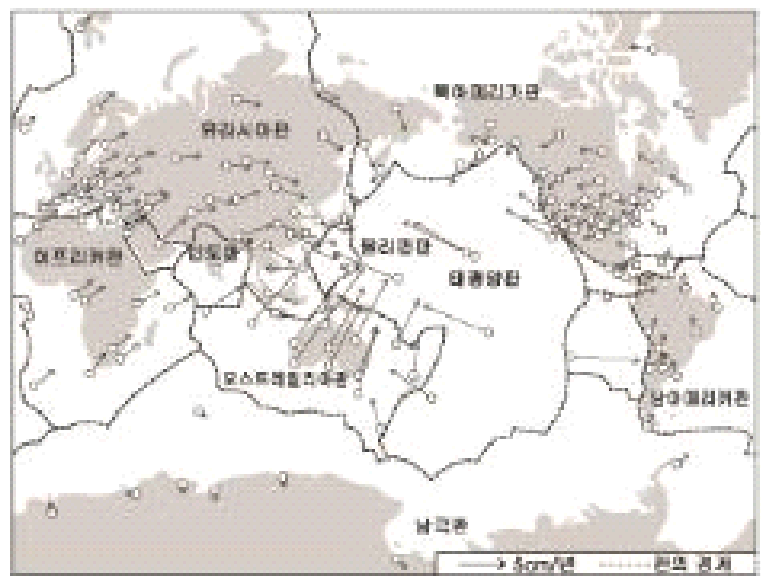 북아메리카판
유라시아판
아프리카판
인도판
필리핀판
태평양판
오스트레일리아판
남아메리카판
남극판
5cm/년
판의 경계